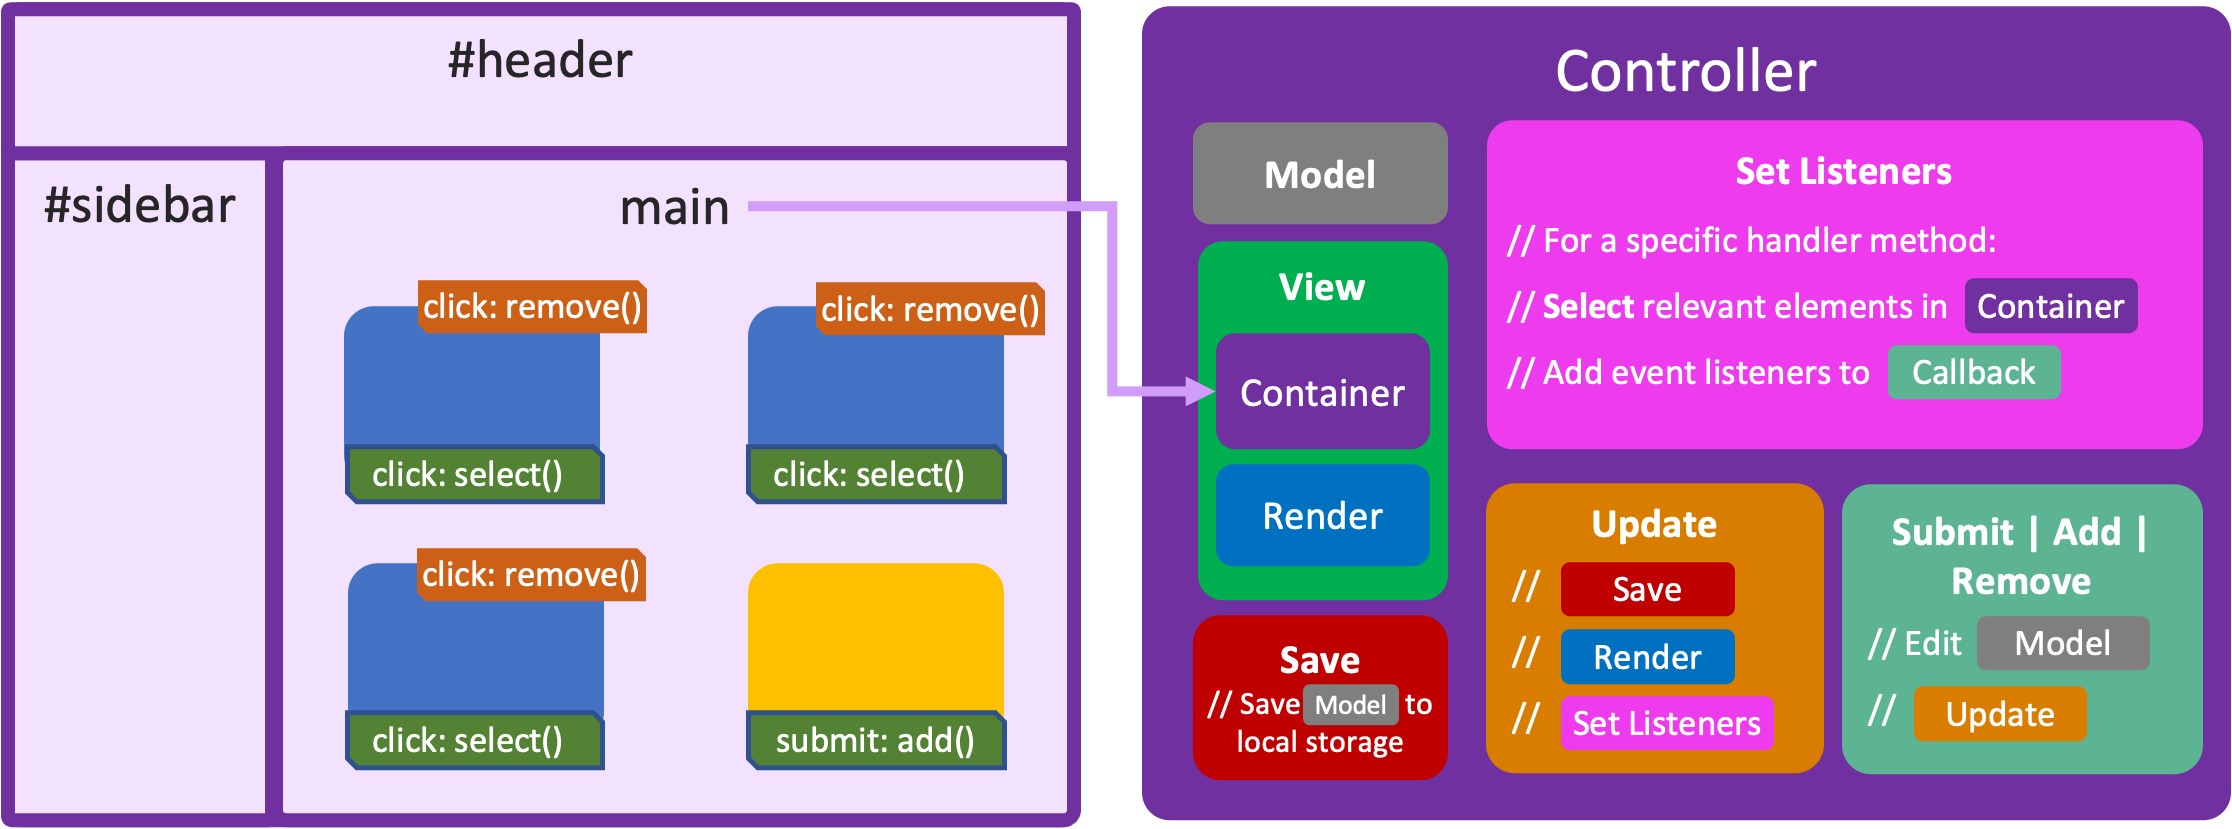 #header
#sidebar
main
click: remove()
click: remove()
click: select()
click: select()
click: remove()
click: select()
submit: add()
Controller
Model
View
Container
Render
Save
// Save Model to
local storage
Set Listeners
// For a specific handler method:
// Select relevant elements in Container
// Add event listeners to Callback
Update
// Save
// Render
// Set Listeners
Submit | Add |
Remove
// Edit Model
// Update